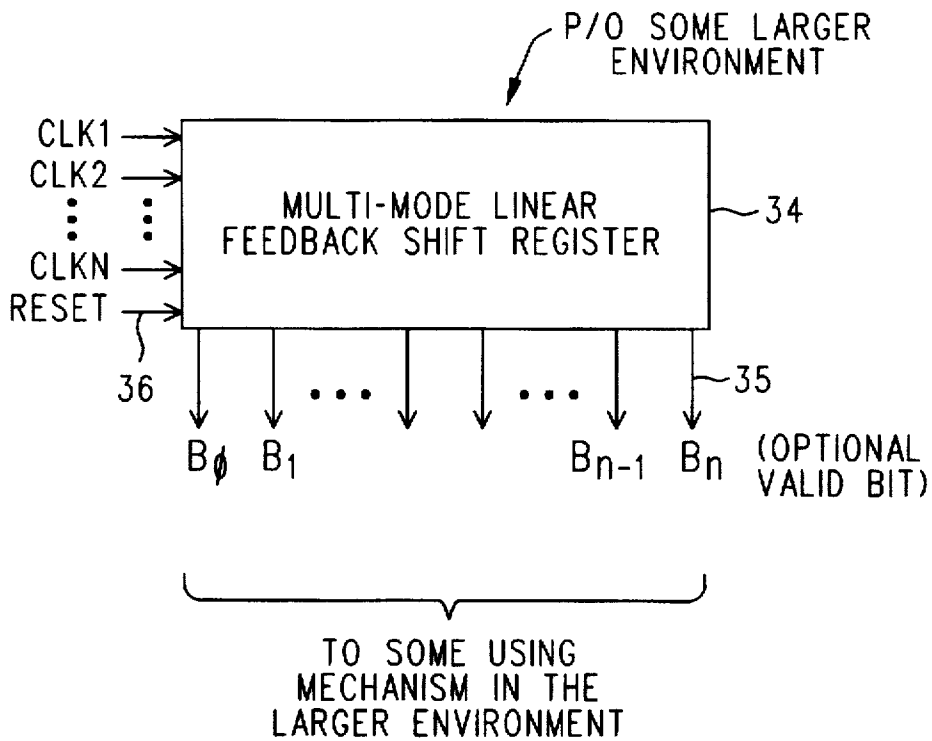 P/O SOME LARGER
ENVIRONMENT
CLK1
CLK2
CLKN
RESET
MULTI-MODE LINEAR
FEEDBACK SHIFT REGISTER
34
36
35
Bϕ B1 ••• ••• Bn-1 Bn
(OPTIONAL
VALID BIT)
TO SOME USING
MECHANISM IN THE
LARGER ENVIRONMENT